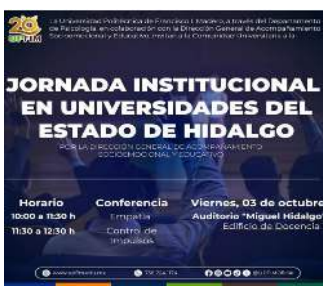 20
UPFIM
La Universidad Politécnica de Francisco I. Madero, a través del Departamento
de Psicología, en colaboración con la Dirección General de Acompañamiento
Socioemocional y Educativo, invitan a la Comunidad Universitaria a la:
JORNADA INSTITUCIONAL
EN UNIVERSIDADES DEL
ESTADO DE HIDALGO
POR LA DIRECCIÓN GENERAL DE ACOMPAÑAMIENTO
SOCIOEMOCIONAL Y EDUCATIVO
Horario
10:00 a 11:30 h
11:30 a 12:30 h
Conferencia
Empatía
Control de
Impulsos
Viernes, 03 de octubre
Auditorio "Miguel Hidalgo"
Edificio de Docencia